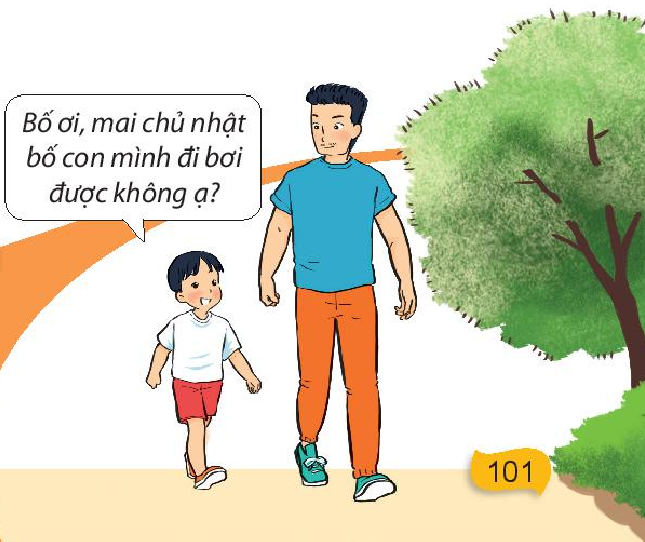 Bố ơi, mai chủ nhật
bố con mình đi bơi
được không ạ?
101